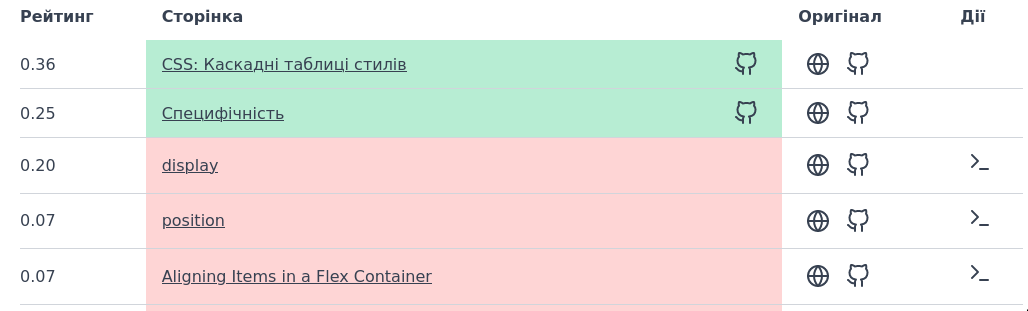 Рейтинг Сторінка Оригінал Дії
0.36 CSS: Каскадні таблиці стилів
0.25 Специфічність
0.20 display
0.07 position
0.07 Aligning Items in a Flex Container